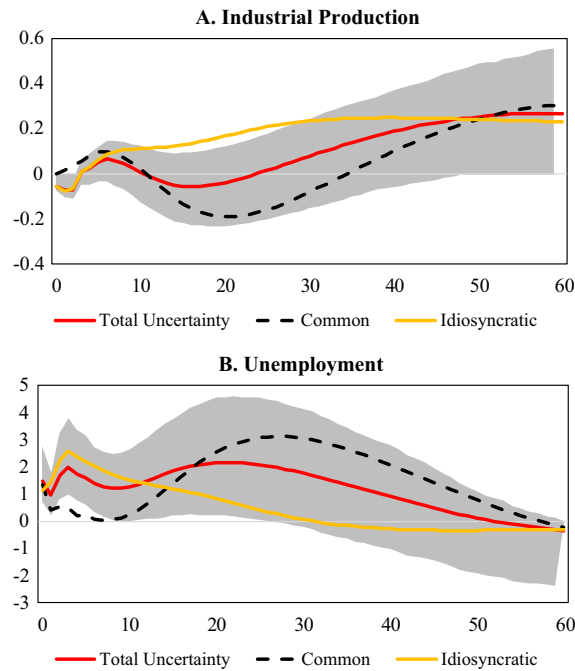 A. Industrial Production
0.6
0.4
0.2
0
-0.2
-0.4
0 10 20 30 40 50 60
Total Uncertainty Common Idiosyncratic
B. Unemployment
5
4
3
2
1
0
-1
-2
-3
0 10 20 30 40 50 60
Total Uncertainty Common Idiosyncratic